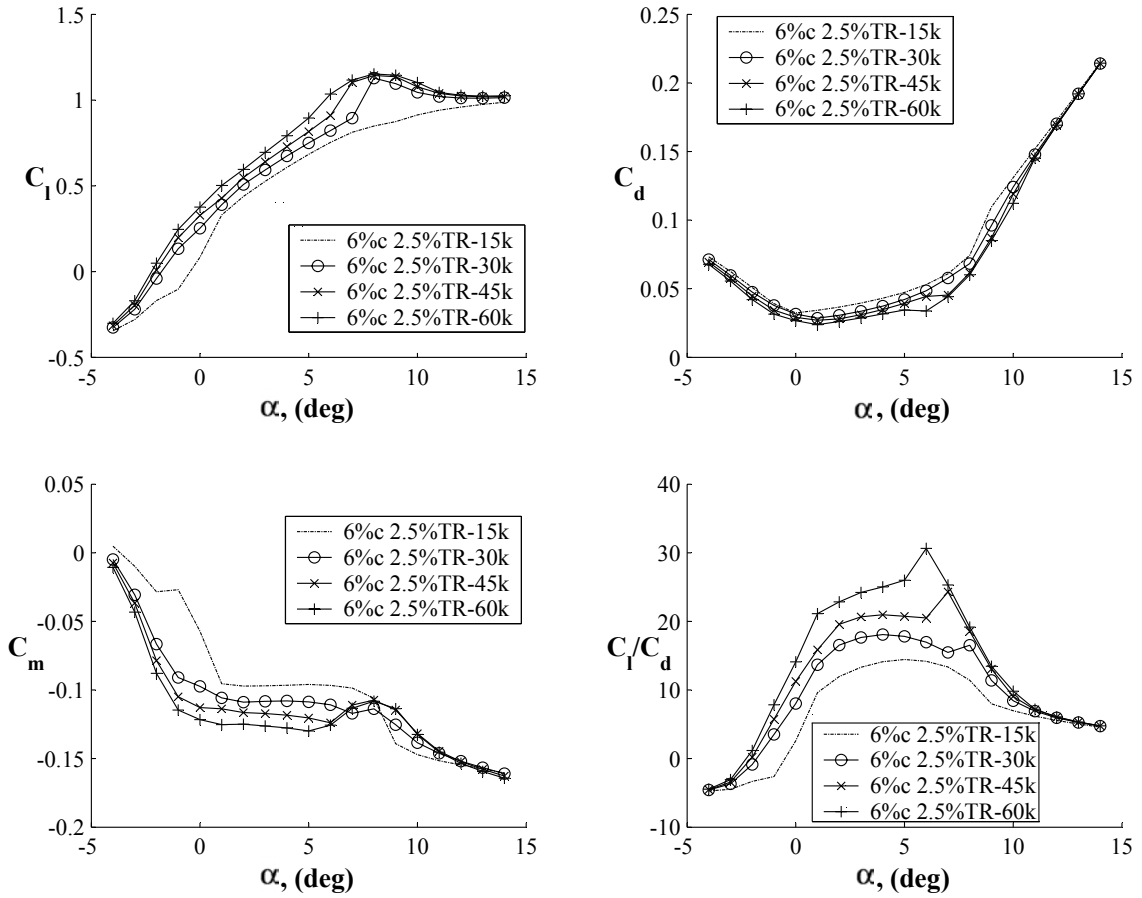 1.5
1
0.5
0
-0.5
-5
0
5
10
15
C_l
α, (deg)
6%c 2.5%TR-15k
6%c 2.5%TR-30k
6%c 2.5%TR-45k
6%c 2.5%TR-60k
0.25
0.2
0.15
0.1
0.05
0
-5
0
5
10
15
C_d
α, (deg)
6%c 2.5%TR-15k
6%c 2.5%TR-30k
6%c 2.5%TR-45k
6%c 2.5%TR-60k
0.05
0
-0.05
-0.1
-0.15
-0.2
-5
0
5
10
15
C_m
α, (deg)
6%c 2.5%TR-15k
6%c 2.5%TR-30k
6%c 2.5%TR-45k
6%c 2.5%TR-60k
40
30
20
10
0
-10
-5
0
5
10
15
C_l/C_d
α, (deg)
6%c 2.5%TR-15k
6%c 2.5%TR-30k
6%c 2.5%TR-45k
6%c 2.5%TR-60k